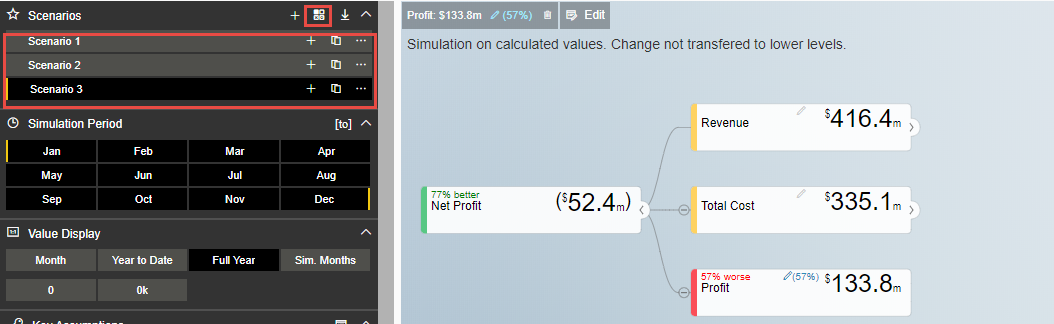 Scenarios
Scenario 1
Scenario 2
Scenario 3
Simulation Period [to]
Jan Feb Mar Apr
May Jun Jul Aug
Sep Oct Nov Dec
Value Display
Month Year to Date Full Year Sim. Months
0 0k
Key Assumptions
Profit: $133.8m (57%) Edit
Simulation on calculated values. Change not transfered to lower levels.
Revenue $416.4m
77% better
Net Profit ($52.4m)
Total Cost $335.1m
57% worse (57%)
Profit $133.8m